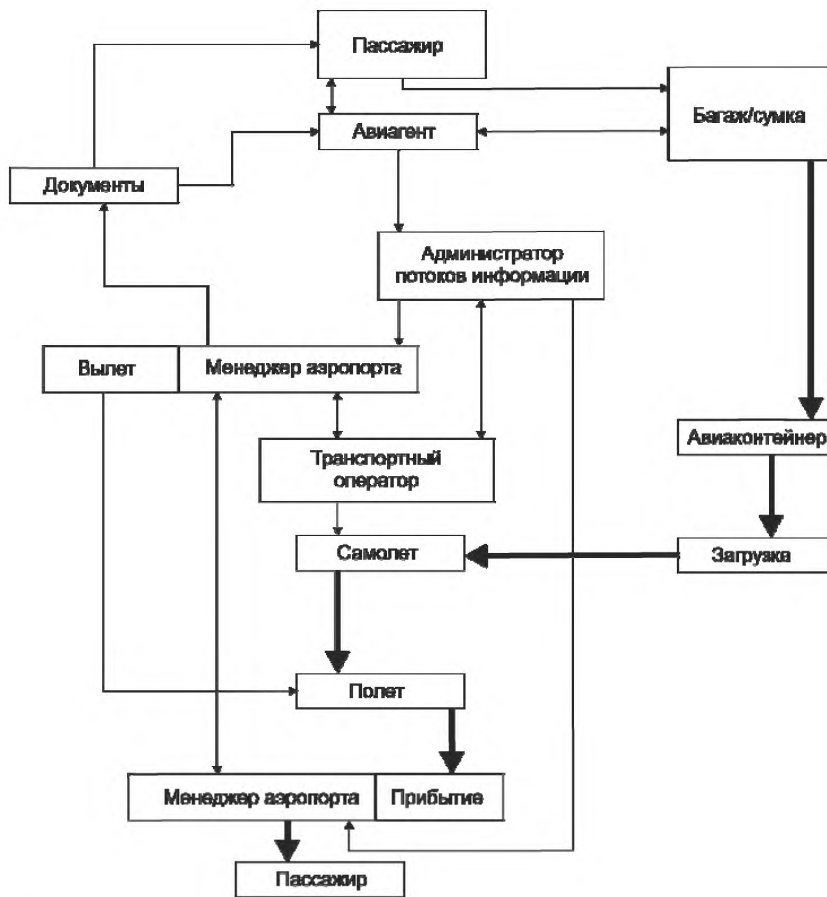 Пассажир
Багаж/сумка
Авиагент
Документы
Администратор
потоков информации
Вылет
Менеджер аэропорта
Авиаконтейнер
Транспортный
оператор
Самолет
Загрузка
Полет
Менеджер аэропорта
Прибытие
Пассажир